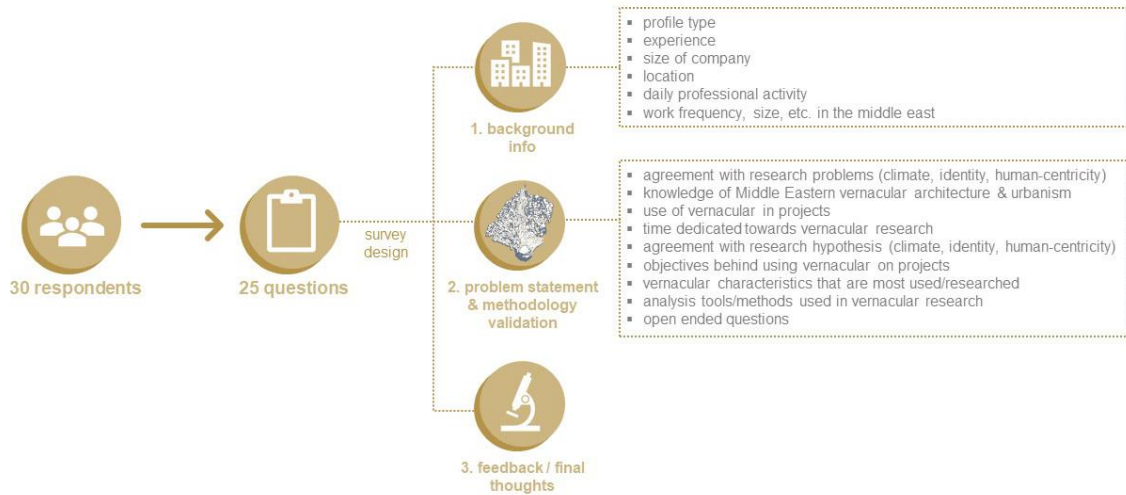 30 respondents
25 questions
survey
design
1. background
info
▪ profile type
▪ experience
▪ size of company
▪ location
▪ daily professional activity
▪ work frequency, size, etc. in the middle east
2. problem statement
& methodology
validation
▪ agreement with research problems (climate, identity, human-centricity)
▪ knowledge of Middle Eastern vernacular architecture & urbanism
▪ use of vernacular in projects
▪ time dedicated towards vernacular research
▪ agreement with research hypothesis (climate, identity, human-centricity)
▪ objectives behind using vernacular on projects
▪ vernacular characteristics that are most used/researched
▪ analysis tools/methods used in vernacular research
▪ open ended questions
3. feedback / final
thoughts